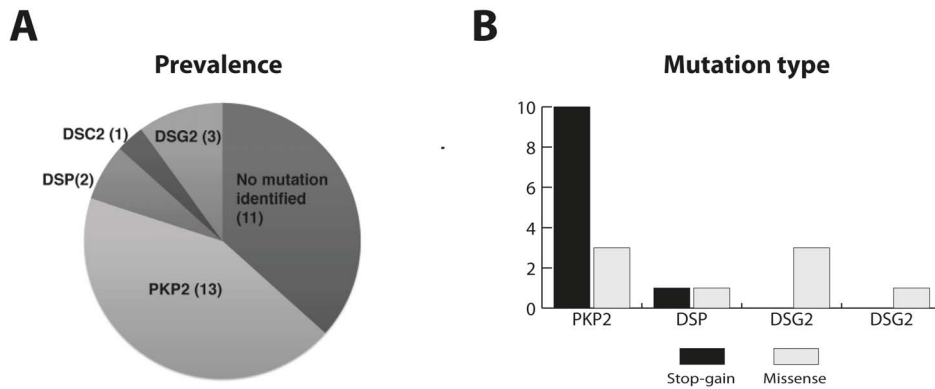 A
Prevalence
DSC2 (1)
DSG2 (3)
DSP(2)
No mutation
identified
(11)
PKP2 (13)
B
Mutation type
10
8
6
4
2
0
PKP2
DSP
DSG2
DSG2
Stop-gain
Missense